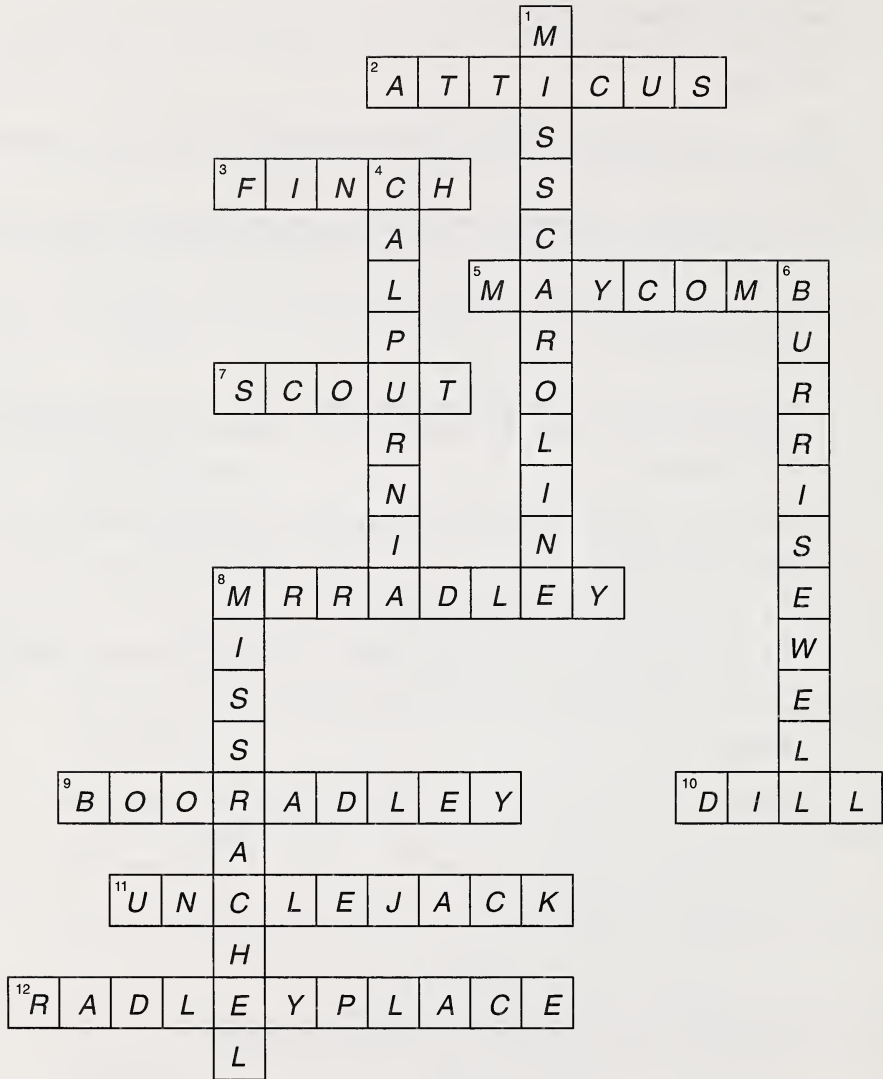 1 M
2 A T T I C U S
S
3 F I N 4 C H S
A C
L 5 M A Y C O M 6 B
P R U
7 S C O U T O R
R L R
N I I
I N S
8 M R R A D L E Y E
I W
S E
S L
9 B O O R A D L E Y 10 D I L L
A
11 U N C L E J A C K
H
12 R A D L E Y P L A C E
L